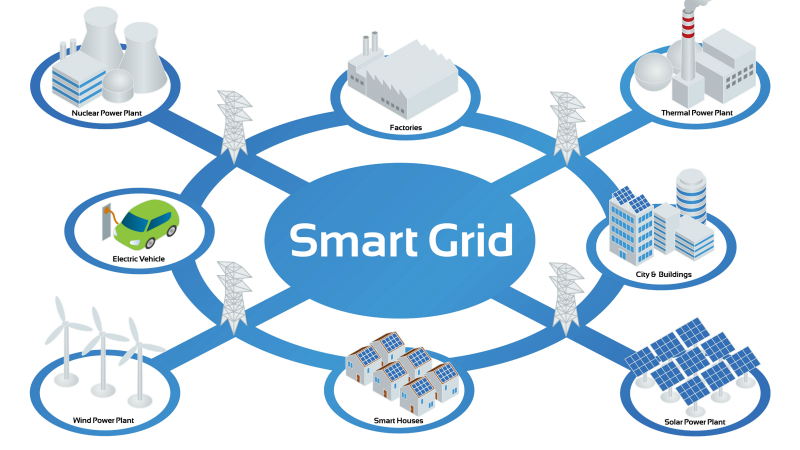 Nuclear Power Plant
Factories
Thermal Power Plant
Smart Grid
Electric Vehicle
City & Buildings
Wind Power Plant
Smart Houses
Solar Power Plant